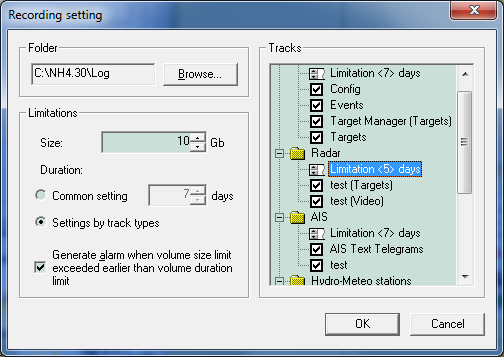 Recording setting
Folder
C:\NH4.30\Log
Browse...
Limitations
Size: 10 Gb
Duration:
Common setting 7 days
Settings by track types
Generate alarm when volume size limit
exceeded earlier than volume duration
limit
Tracks
Limitation <7> days
Config
Events
Target Manager (Targets)
Targets
Radar
Limitation <5> days
test (Targets)
test (Video)
AIS
Limitation <7> days
AIS Text Telegrams
test
Hydro-Meteo stations
OK
Cancel